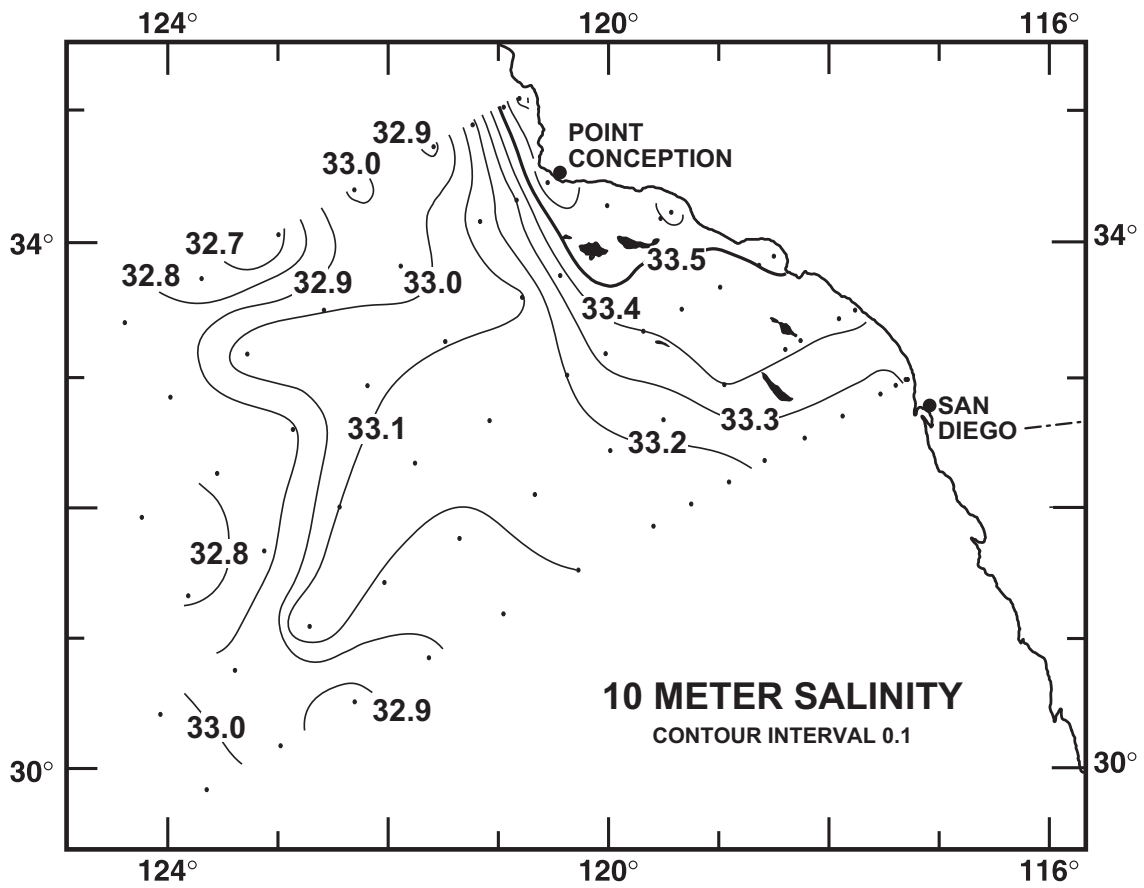 124° 120° 116°
32.9
POINT
CONCEPTION
33.0
34° 34°
32.7
33.5
32.8 32.9 33.0
33.4
SAN
DIEGO
33.3
33.1
33.2
32.8
10 METER SALINITY
32.9
33.0
CONTOUR INTERVAL 0.1
30° 30°
124° 120° 116°